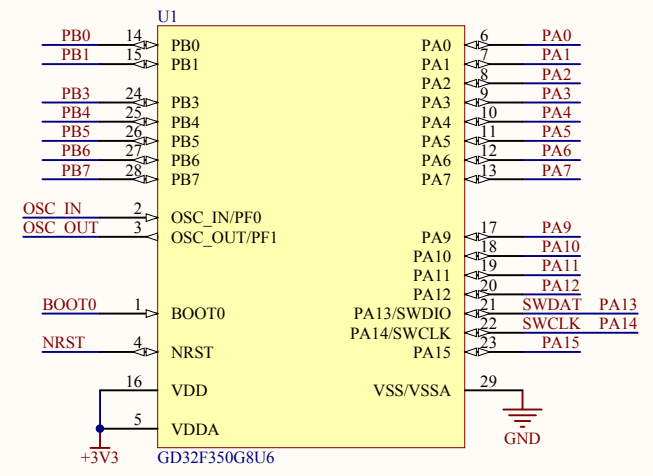 U1
PB0 14 PB0 PA0 6 PA0
PB1 15 PB1 PA1 7 PA1
PA2 8 PA2
PB3 24 PB3 PA3 9 PA3
PB4 25 PB4 PA4 10 PA4
PB5 26 PB5 PA5 11 PA5
PB6 27 PB6 PA6 12 PA6
PB7 28 PB7 PA7 13 PA7
OSC_IN 2 OSC_IN/PF0
OSC_OUT 3 OSC_OUT/PF1 PA9 17 PA9
PA10 18 PA10
PA11 19 PA11
PA12 20 PA12
BOOT0 1 BOOT0 PA13/SWDIO 21 SWDAT PA13
PA14/SWCLK 22 SWCLK PA14
NRST 4 NRST PA15 23 PA15
16 VDD VSS/VSSA 29
5 VDDA
GND
+3V3
GD32F350G8U6